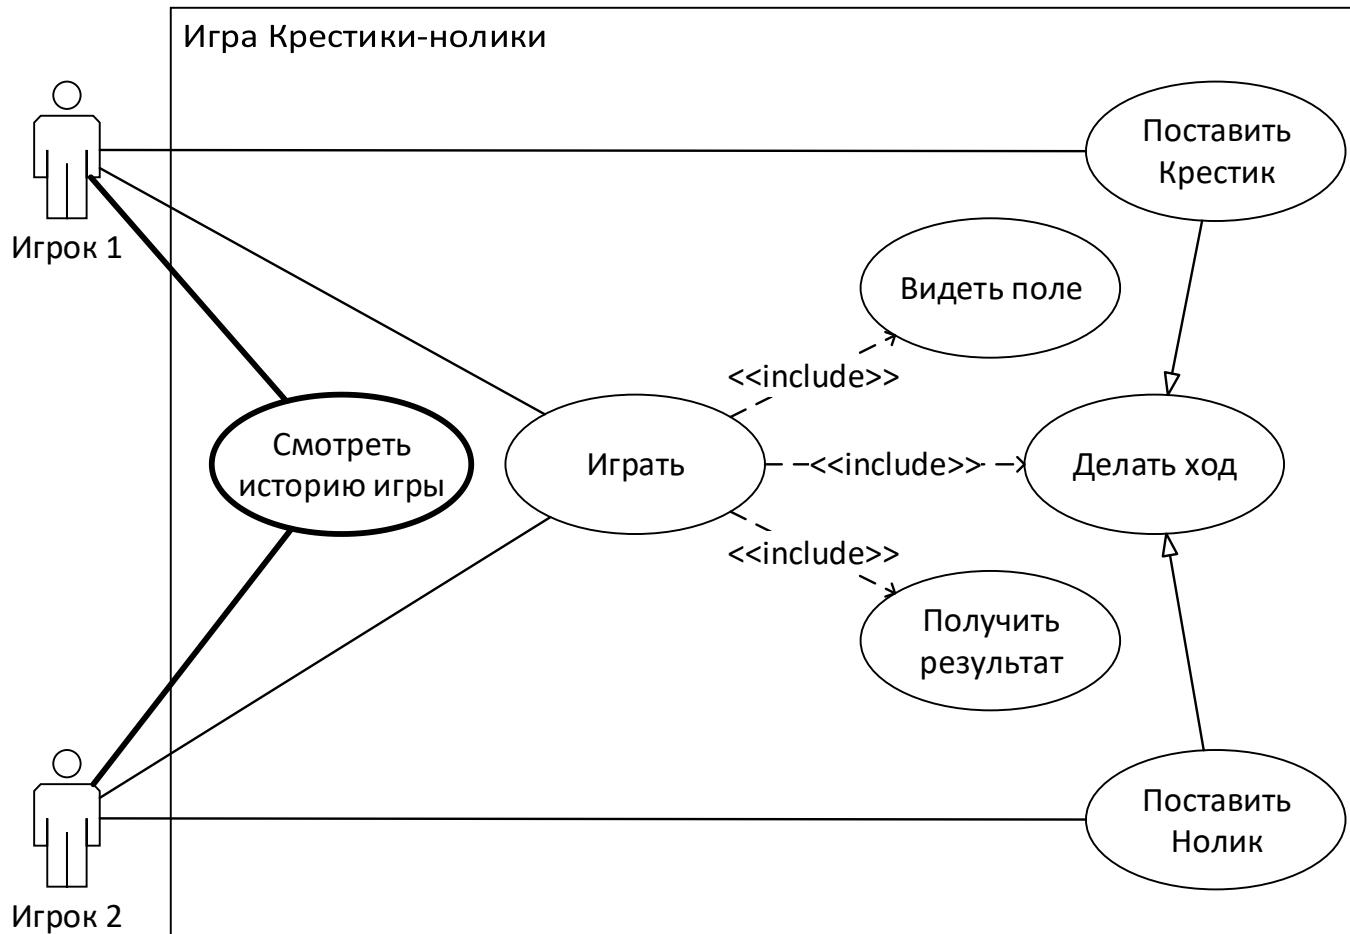 Игра Крестики-нолики
Поставить
Крестик
Игрок 1
Видеть поле
<<include>>
Смотреть
историю игры
Играть
<<include>>
Делать ход
<<include>>
Получить
результат
Поставить
Нолик
Игрок 2